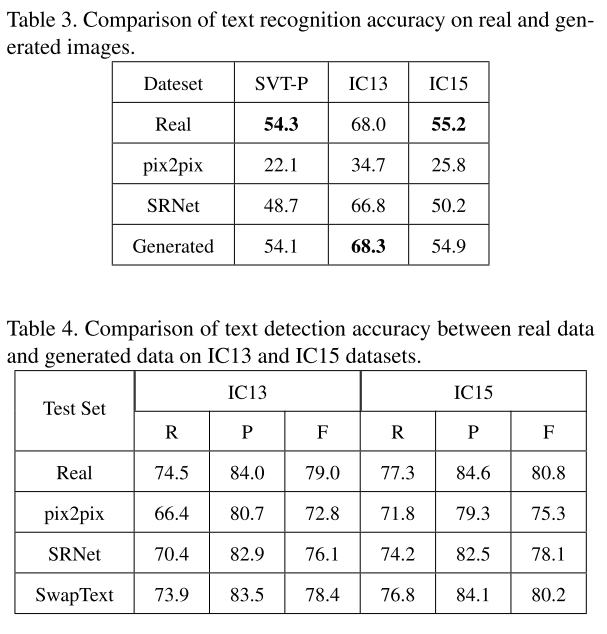 Table 3. Comparison of text recognition accuracy on real and gen-
erated images.
Dateset SVT-P IC13 IC15
Real 54.3 68.0 55.2
pix2pix 22.1 34.7 25.8
SRNet 48.7 66.8 50.2
Generated 54.1 68.3 54.9
Table 4. Comparison of text detection accuracy between real data
and generated data on IC13 and IC15 datasets.
Test Set IC13 IC15
R P F R P F
Real 74.5 84.0 79.0 77.3 84.6 80.8
pix2pix 66.4 80.7 72.8 71.8 79.3 75.3
SRNet 70.4 82.9 76.1 74.2 82.5 78.1
SwapText 73.9 83.5 78.4 76.8 84.1 80.2